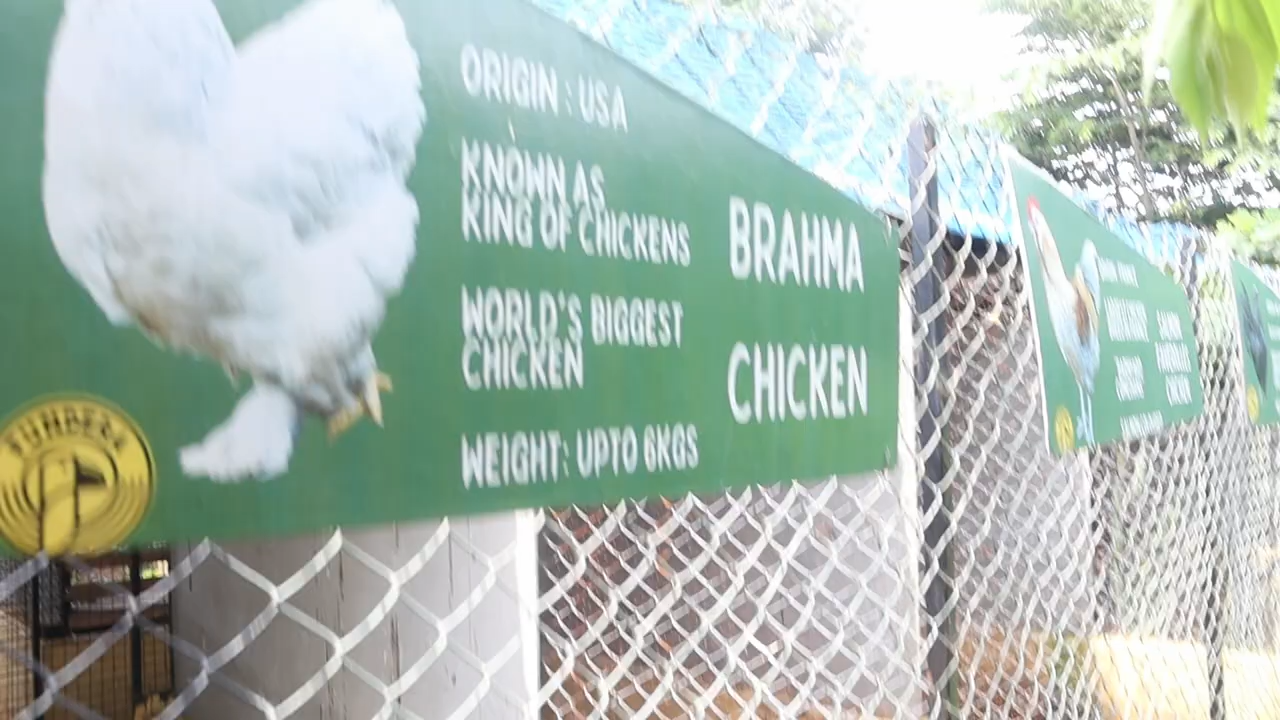 ORIGIN : USA
KNOWN AS
KING OF CHICKENS
WORLD'S BIGGEST
CHICKEN
WEIGHT: UPTO 6KGS
BRAHMA
CHICKEN